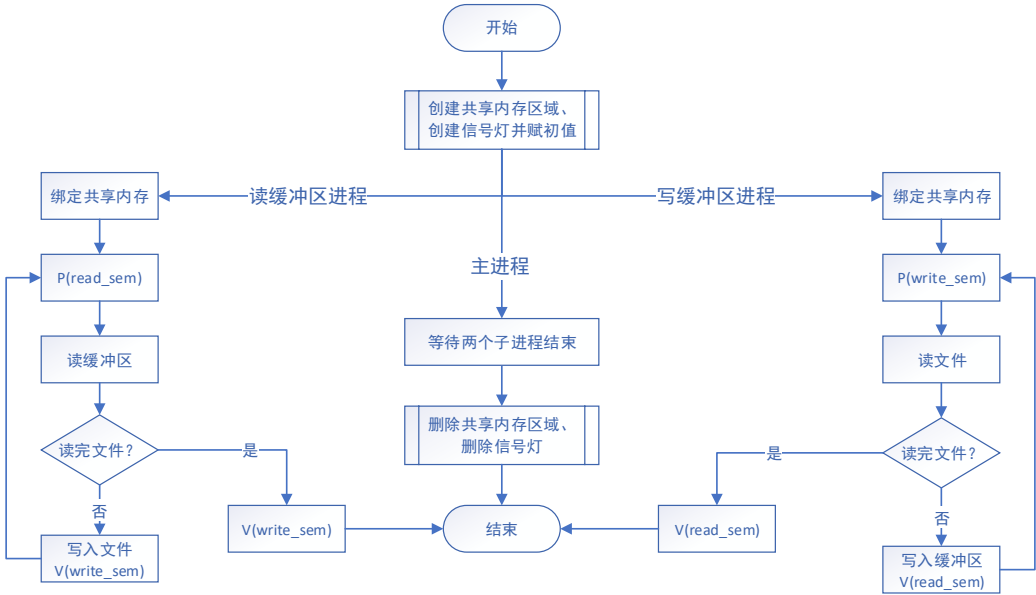 开始
创建共享内存区域、
创建信号灯并赋初值
读缓冲区进程
写缓冲区进程
主进程
绑定共享内存
P(read_sem)
读缓冲区
读完文件？
是
否
写入文件
V(write_sem)
V(write_sem)
等待两个子进程结束
删除共享内存区域、
删除信号灯
结束
绑定共享内存
P(write_sem)
读文件
读完文件？
是
否
写入缓冲区
V(read_sem)
V(read_sem)